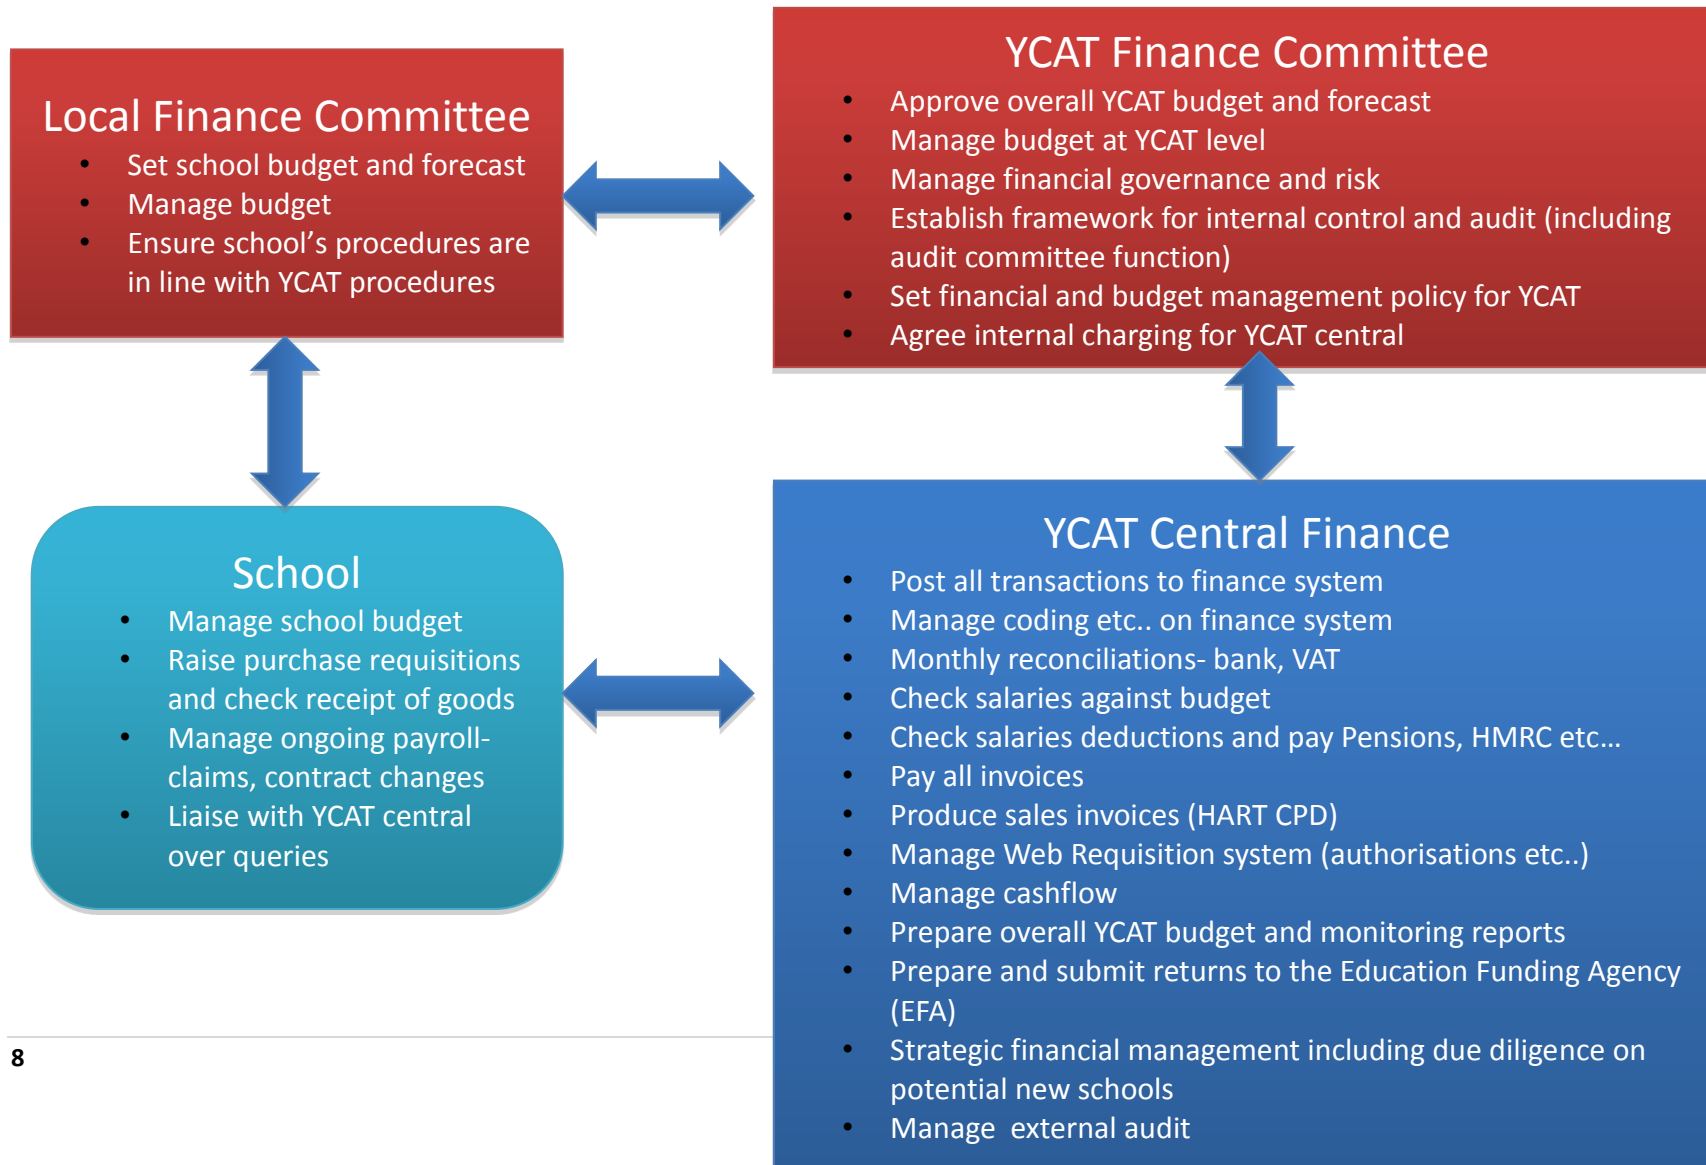 Local Finance Committee
• Set school budget and forecast
• Manage budget
• Ensure school’s procedures are
in line with YCAT procedures
YCAT Finance Committee
• Approve overall YCAT budget and forecast
• Manage budget at YCAT level
• Manage financial governance and risk
• Establish framework for internal control and audit (including
audit committee function)
• Set financial and budget management policy for YCAT
• Agree internal charging for YCAT central
School
• Manage school budget
• Raise purchase requisitions
and check receipt of goods
• Manage ongoing payroll-
claims, contract changes
• Liaise with YCAT central
over queries
YCAT Central Finance
• Post all transactions to finance system
• Manage coding etc.. on finance system
• Monthly reconciliations- bank, VAT
• Check salaries against budget
• Check salaries deductions and pay Pensions, HMRC etc…
• Pay all invoices
• Produce sales invoices (HART CPD)
• Manage Web Requisition system (authorisations etc..)
• Manage cashflow
• Prepare overall YCAT budget and monitoring reports
• Prepare and submit returns to the Education Funding Agency
(EFA)
• Strategic financial management including due diligence on
potential new schools
• Manage  external audit
8